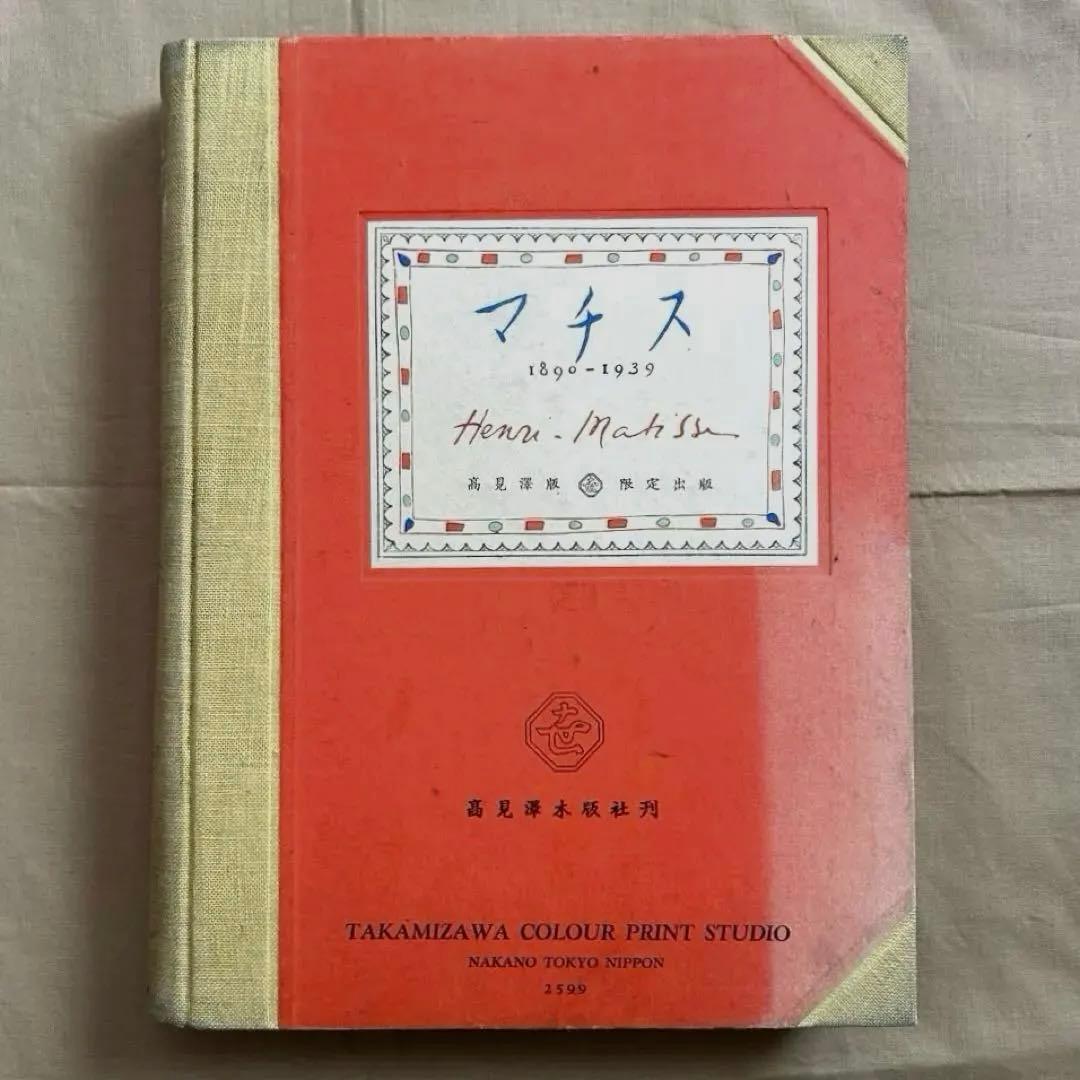 マチス
1890-1939
Henri-Matisse
高見澤版 限定出版
高見澤木版社刋
TAKAMIZAWA COLOUR PRINT STUDIO
NAKANO TOKYO NIPPON
2599